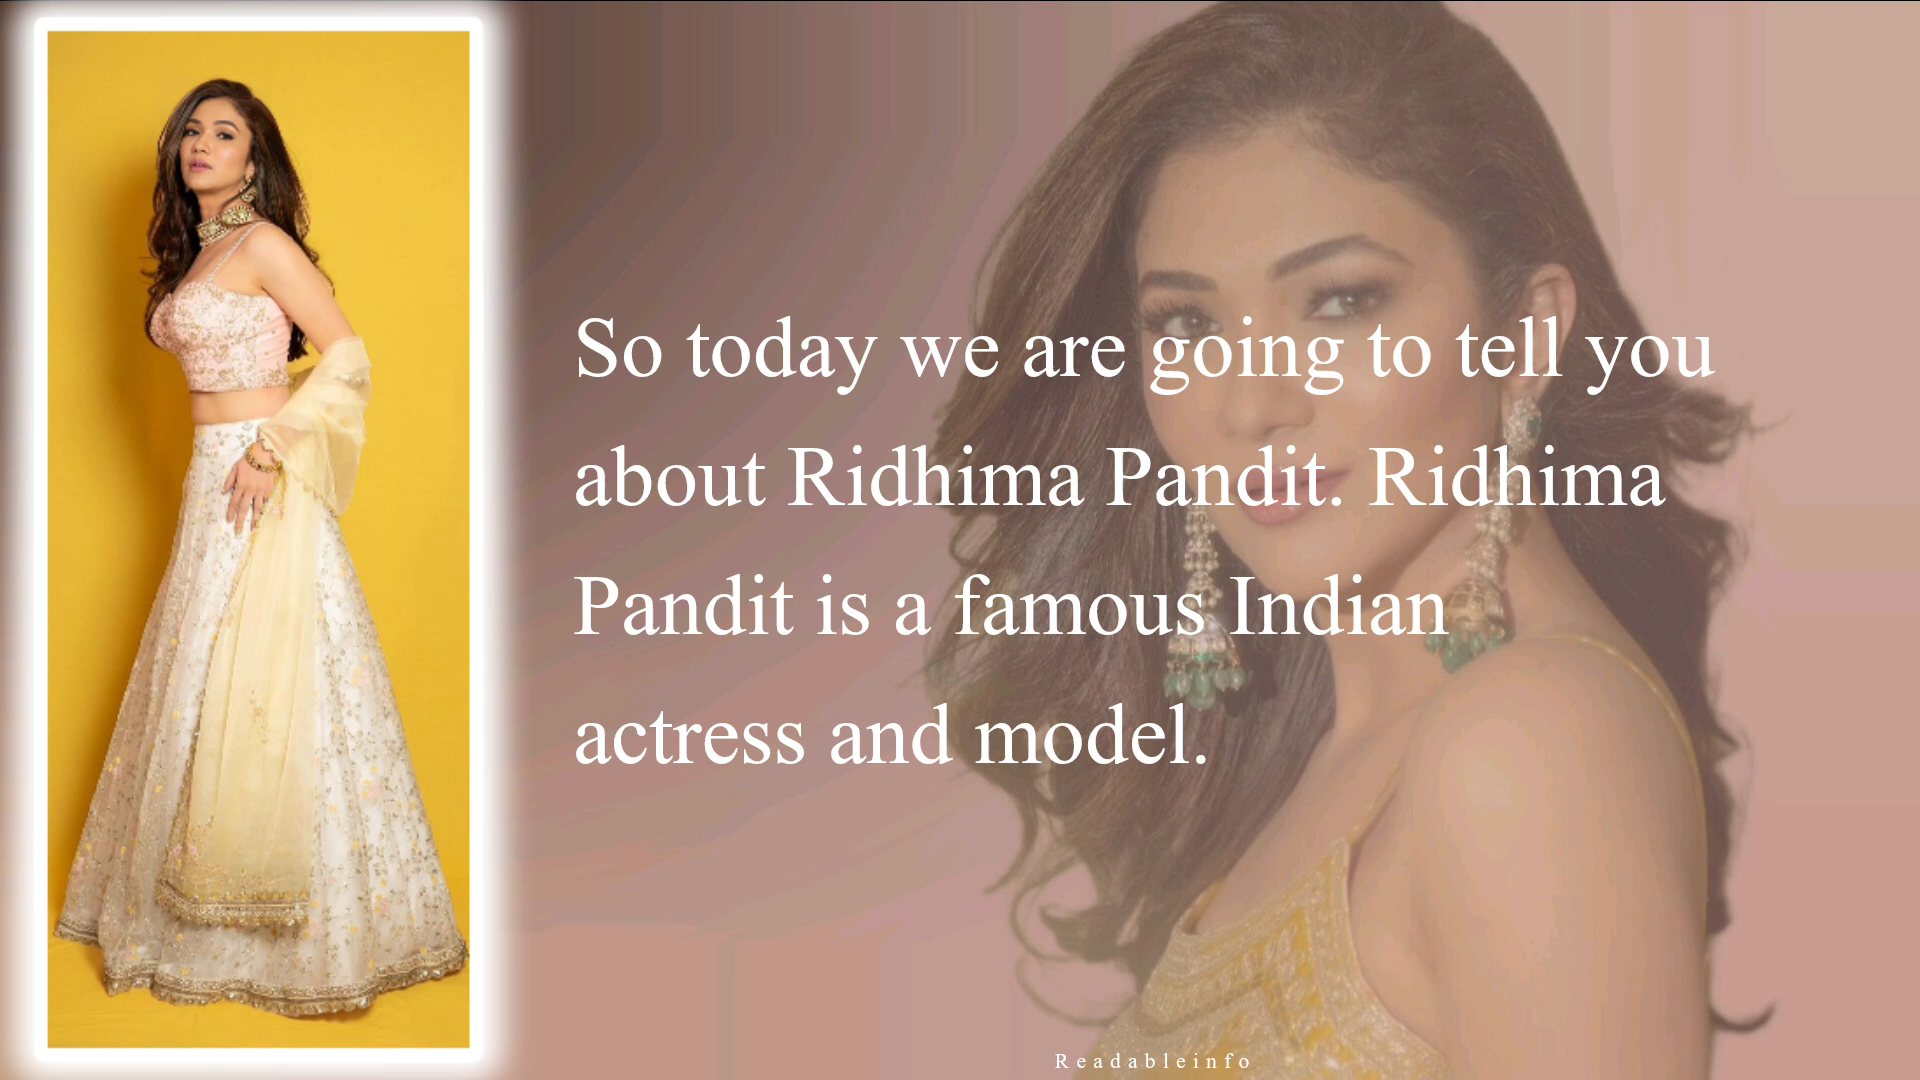 So today we are going to tell you
about Ridhima Pandit. Ridhima
Pandit is a famous Indian
actress and model.
Readableinfo